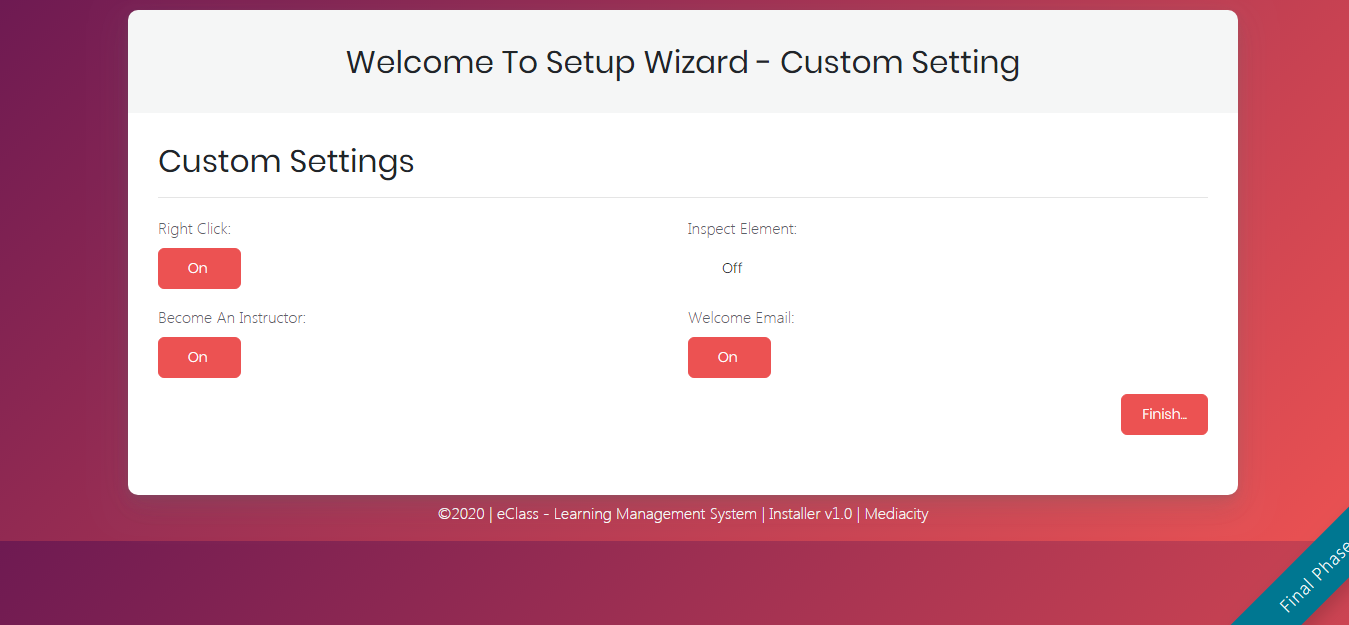 Welcome To Setup Wizard - Custom Setting
Custom Settings
Right Click:
Inspect Element:
On
Off
Become An Instructor:
Welcome Email:
On
On
Finish...
©2020 | eClass - Learning Management System | Installer v1.0 | Mediacity
Final Phase